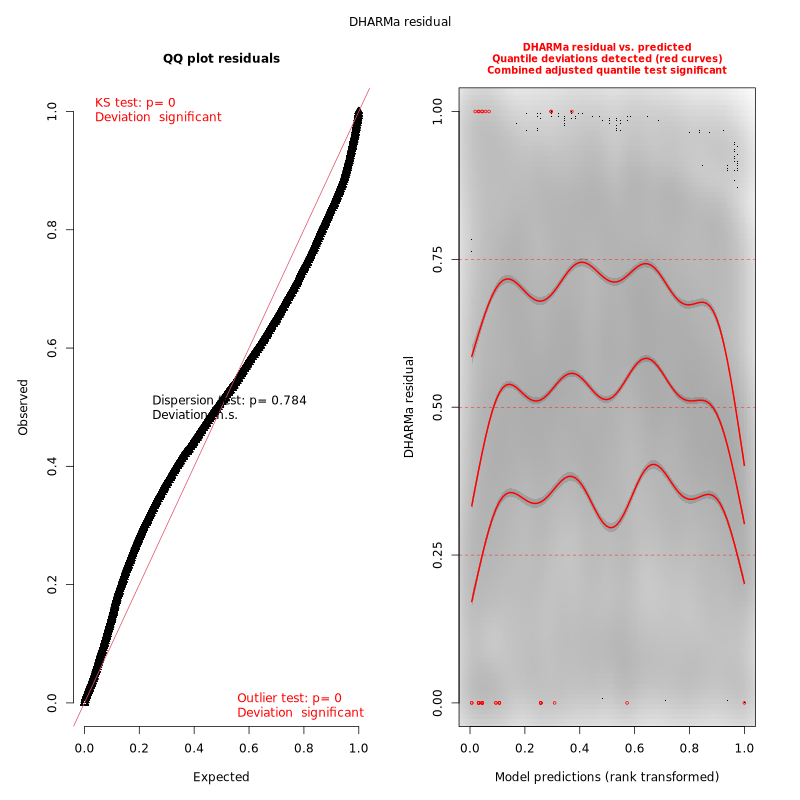 DHARMa residual
QQ plot residuals
KS test: p= 0
Deviation  significant
Dispersion test: p= 0.784
Deviation n.s.
Outlier test: p= 0
Deviation  significant
Observed
0.0
0.2
0.4
0.6
0.8
1.0
0.0
0.2
0.4
0.6
0.8
1.0
Expected
DHARMa residual vs. predicted
Quantile deviations detected (red curves)
Combined adjusted quantile test significant
DHARMa residual
0.00
0.25
0.50
0.75
1.00
0.0
0.2
0.4
0.6
0.8
1.0
Model predictions (rank transformed)